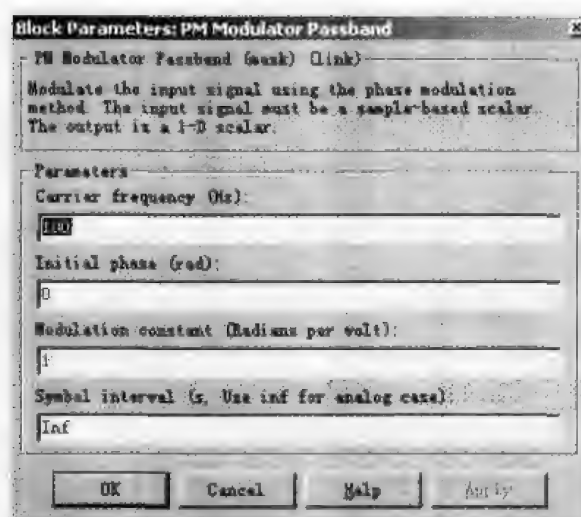 Block Parameters: PM Modulator Passband
PM Modulator Passband (mask) (link)
Modulate the input signal using the phase modulation
method. The input signal must be a sample-based scalar.
The output is a 1-D scalar.
Parameters
Carrier frequency (Hz):
100
Initial phase (rad):
0
Modulation constant (Radians per volt):
1
Symbol interval (s, Use inf for analog case):
Inf
OK
Cancel
Help
Apply